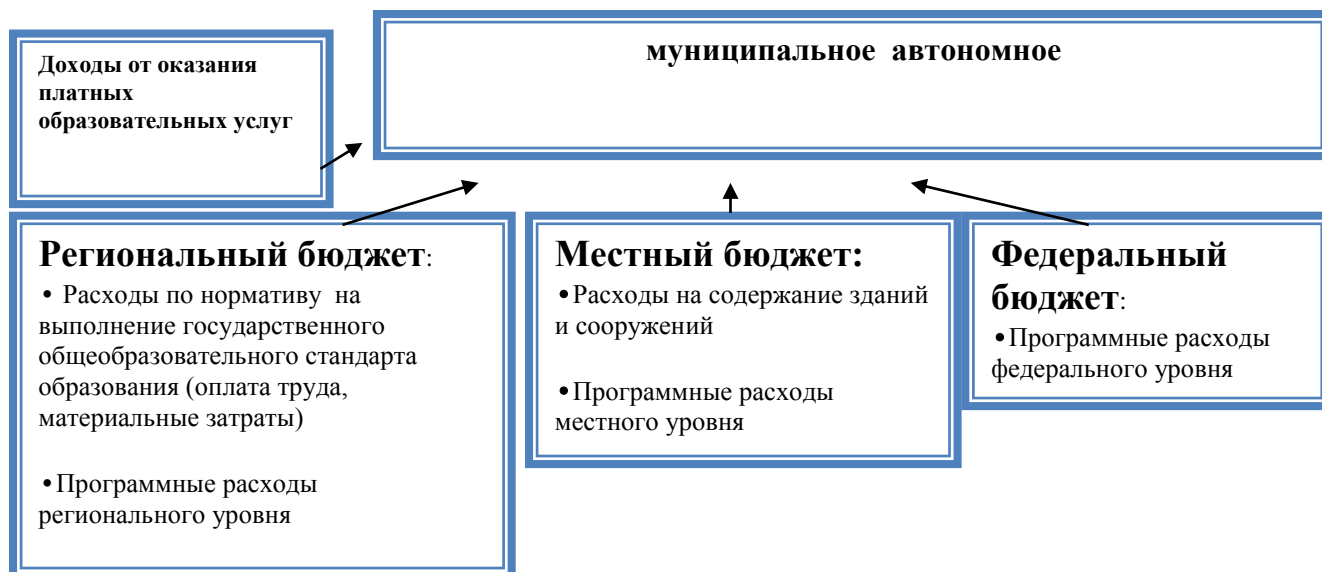 муниципальное автономное
Доходы от оказания
платных
образовательных услуг
Региональный бюджет:
• Расходы по нормативу на
выполнение государственного
общеобразовательного стандарта
образования (оплата труда,
материальные затраты)
•Программные расходы
регионального уровня
Местный бюджет:
•Расходы на содержание зданий
и сооружений
•Программные расходы
местного уровня
Федеральный
бюджет:
•Программные расходы
федерального уровня